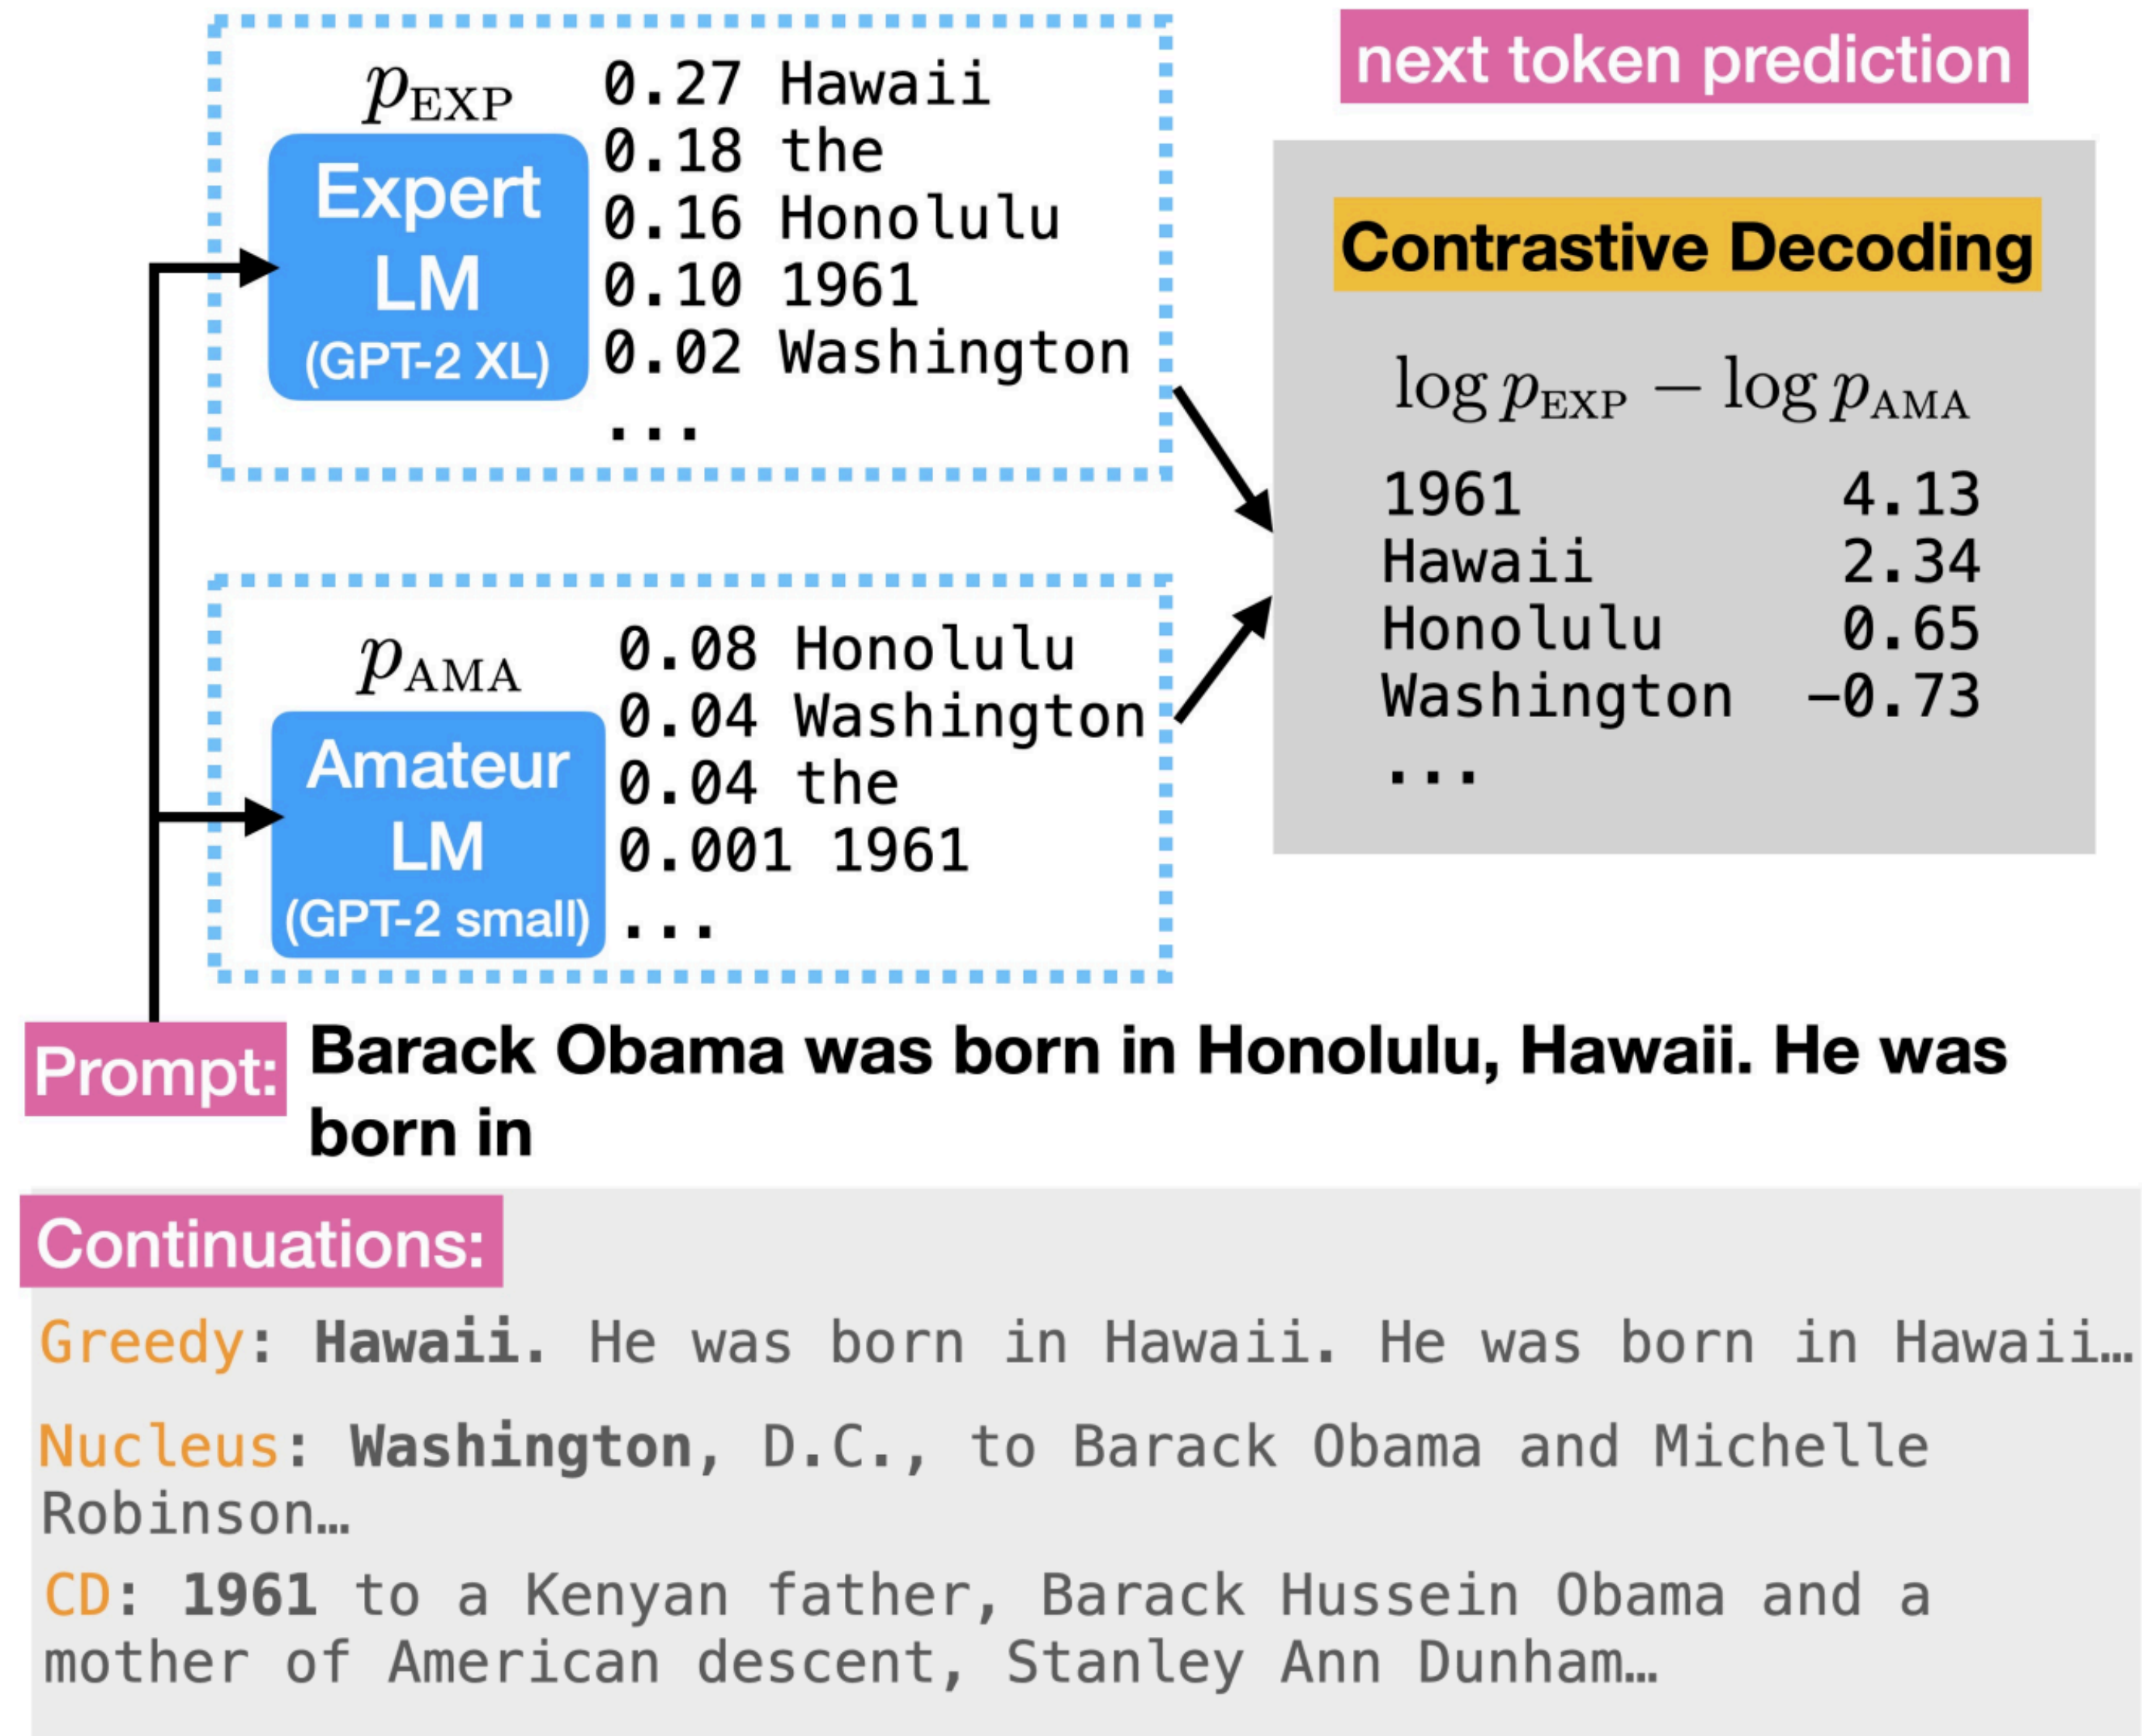 p_EXP
Expert
LM
(GPT-2 XL)
0.27 Hawaii
0.18 the
0.16 Honolulu
0.10 1961
0.02 Washington
...
p_AMA
Amateur
LM
(GPT-2 small)
0.08 Honolulu
0.04 Washington
0.04 the
0.001 1961
...
next token prediction
Contrastive Decoding
log p_EXP − log p_AMA
1961 4.13
Hawaii 2.34
Honolulu 0.65
Washington −0.73
...
Prompt: Barack Obama was born in Honolulu, Hawaii. He was
born in
Continuations:
Greedy: Hawaii. He was born in Hawaii. He was born in Hawaii…
Nucleus: Washington, D.C., to Barack Obama and Michelle
Robinson…
CD: 1961 to a Kenyan father, Barack Hussein Obama and a
mother of American descent, Stanley Ann Dunham…